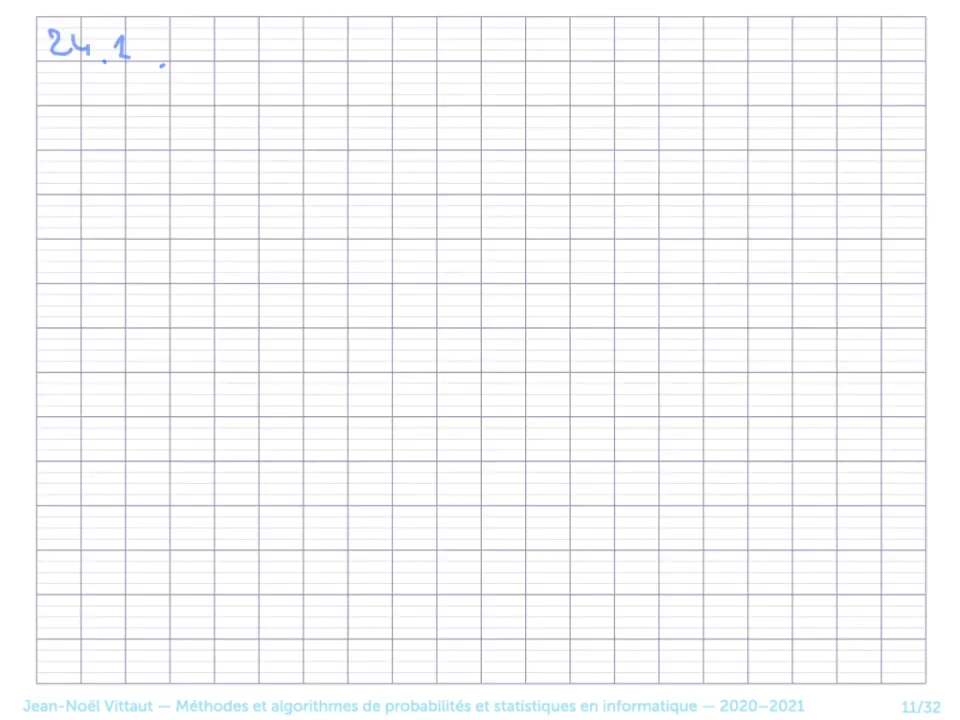 24.1.
Jean-Noël Vittaut — Méthodes et algorithmes de probabilités et statistiques en informatique — 2020–2021
11/32